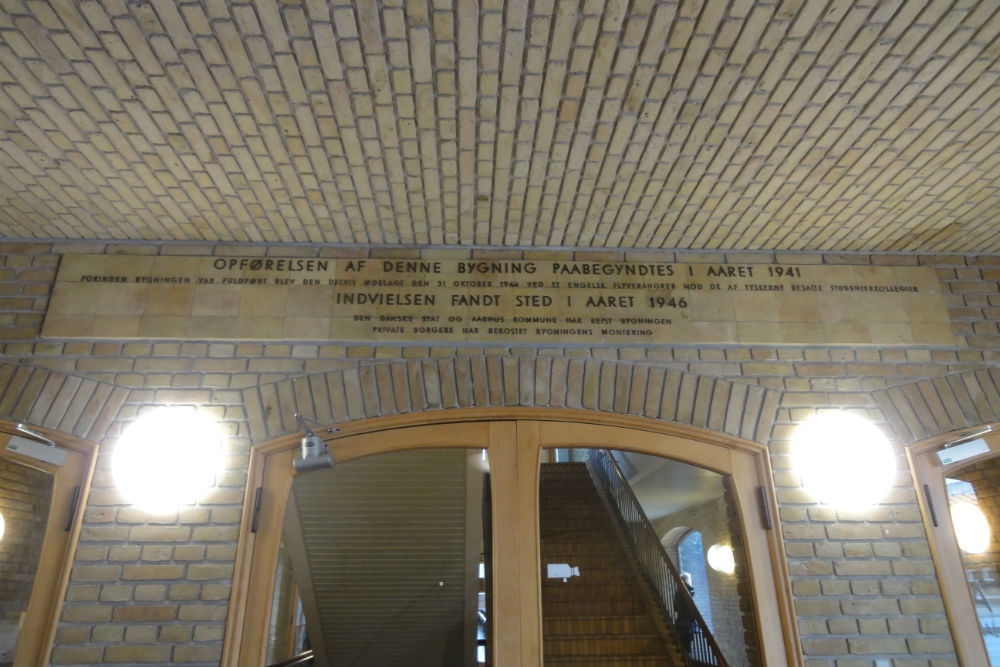 OPFØRELSEN AF DENNE BYGNING PAABEGYNDTES I AARET 1941
FORINDEN BYGNINGEN VAR FULDFØRT BLEV DEN DELVIS ØDELAGT DEN 31 OKTOBER 1944 VED ET ENGELSK FLYVERANGREB MOD DE AF TYSKERNE BESATTE STUDENTERKOLLEGIER
INDVIELSEN FANDT STED I AARET 1946
DEN DANSKE STAT OG AARHUS KOMMUNE HAR REJST BYGNINGEN
PRIVATE BORGERE HAR BEKOSTET BYGNINGENS MONTERING